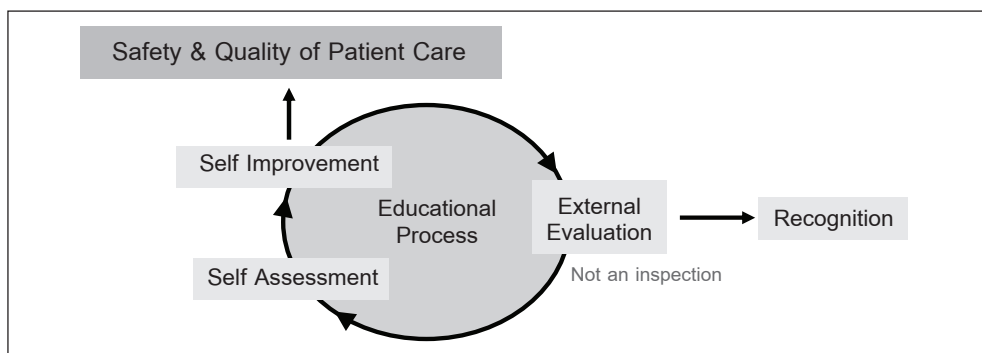 Safety & Quality of Patient Care
Self Improvement
Educational
Process
External
Evaluation
Recognition
Self Assessment
Not an inspection